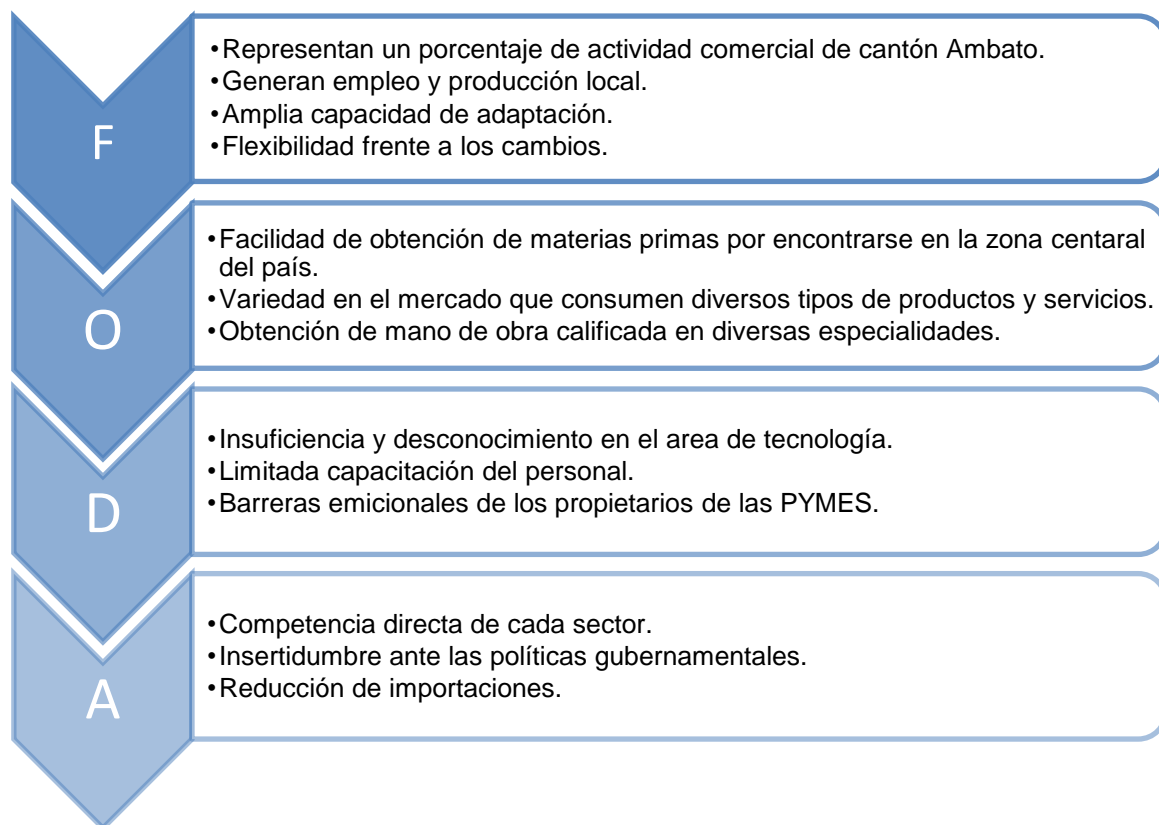 F
•Representan un porcentaje de actividad comercial de cantón Ambato.
•Generan empleo y producción local.
•Amplia capacidad de adaptación.
•Flexibilidad frente a los cambios.
O
•Facilidad de obtención de materias primas por encontrarse en la zona centaral
del país.
•Variedad en el mercado que consumen diversos tipos de productos y servicios.
•Obtención de mano de obra calificada en diversas especialidades.
D
•Insuficiencia y desconocimiento en el area de tecnología.
•Limitada capacitación del personal.
•Barreras emicionales de los propietarios de las PYMES.
A
•Competencia directa de cada sector.
•Insertidumbre ante las políticas gubernamentales.
•Reducción de importaciones.